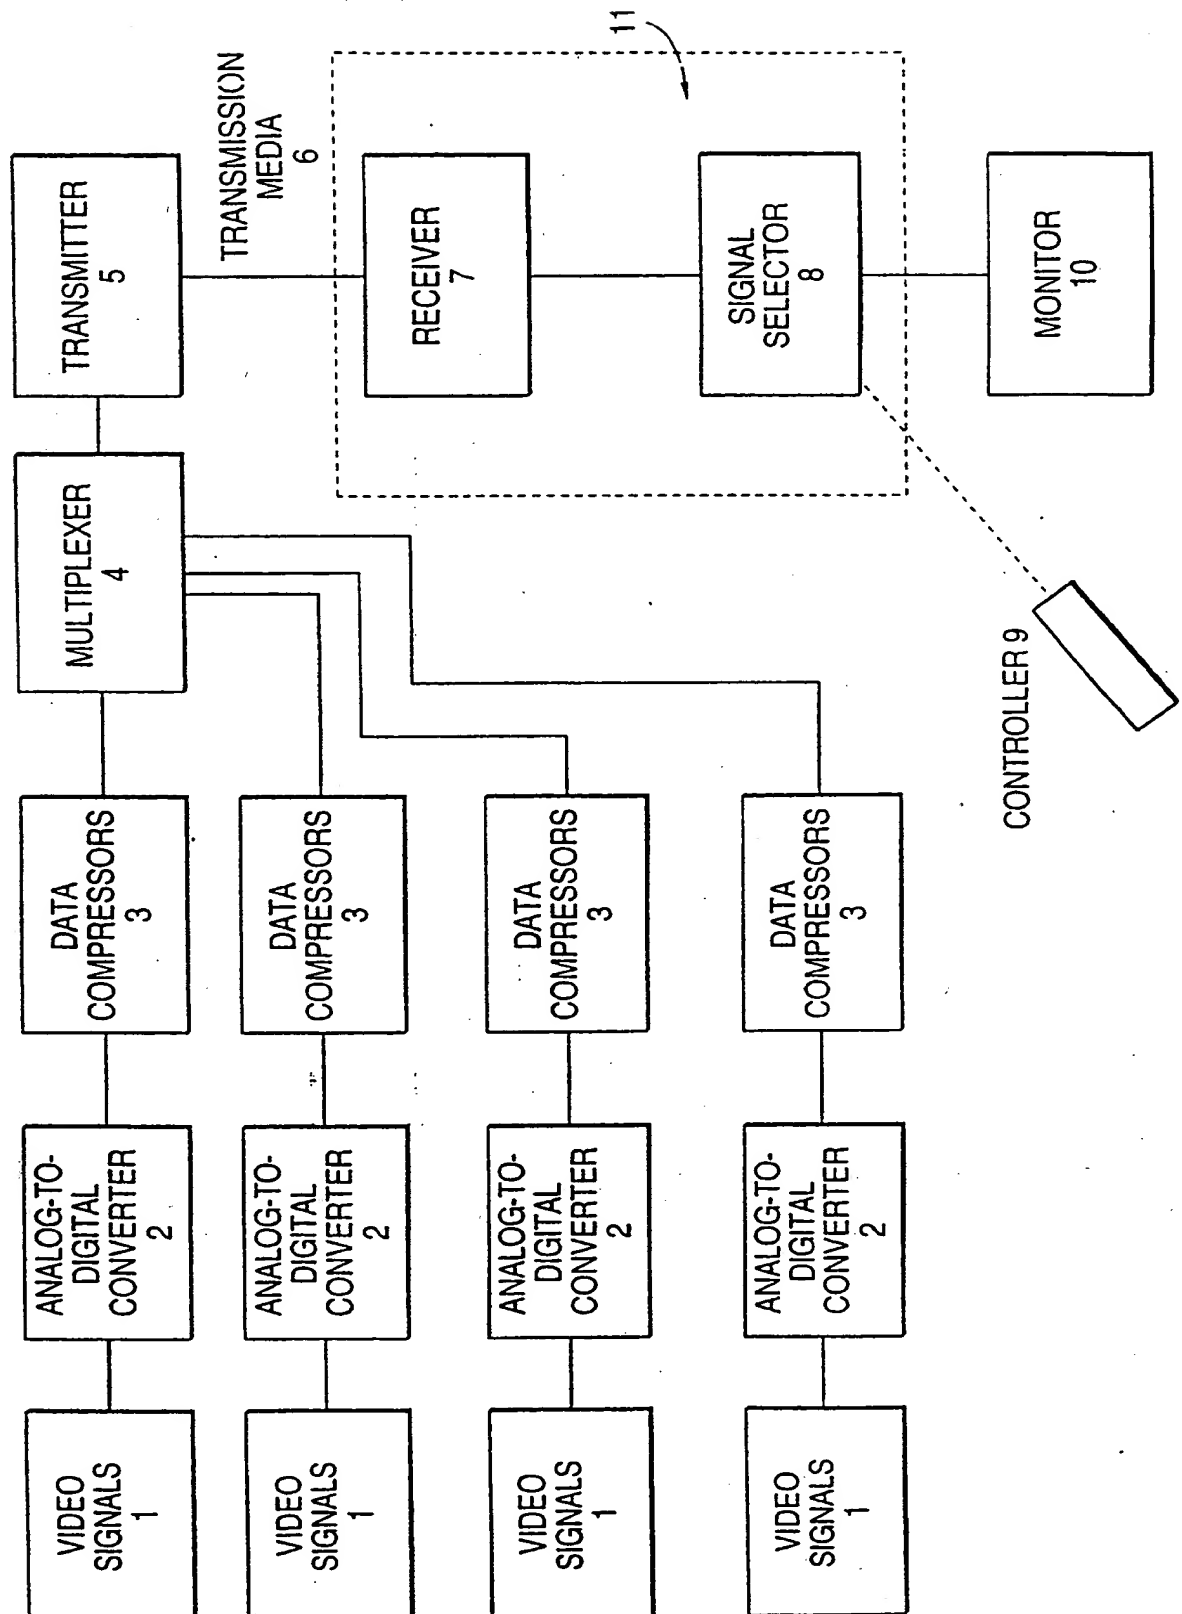 VIDEO
SIGNALS
1
ANALOG-TO-
DIGITAL
CONVERTER
2
DATA
COMPRESSORS
3
MULTIPLEXER
4
TRANSMITTER
5
VIDEO
SIGNALS
1
ANALOG-TO-
DIGITAL
CONVERTER
2
DATA
COMPRESSORS
3
VIDEO
SIGNALS
1
ANALOG-TO-
DIGITAL
CONVERTER
2
DATA
COMPRESSORS
3
VIDEO
SIGNALS
1
ANALOG-TO-
DIGITAL
CONVERTER
2
DATA
COMPRESSORS
3
TRANSMISSION
MEDIA
6
RECEIVER
7
11
SIGNAL
SELECTOR
8
CONTROLLER 9
MONITOR
10